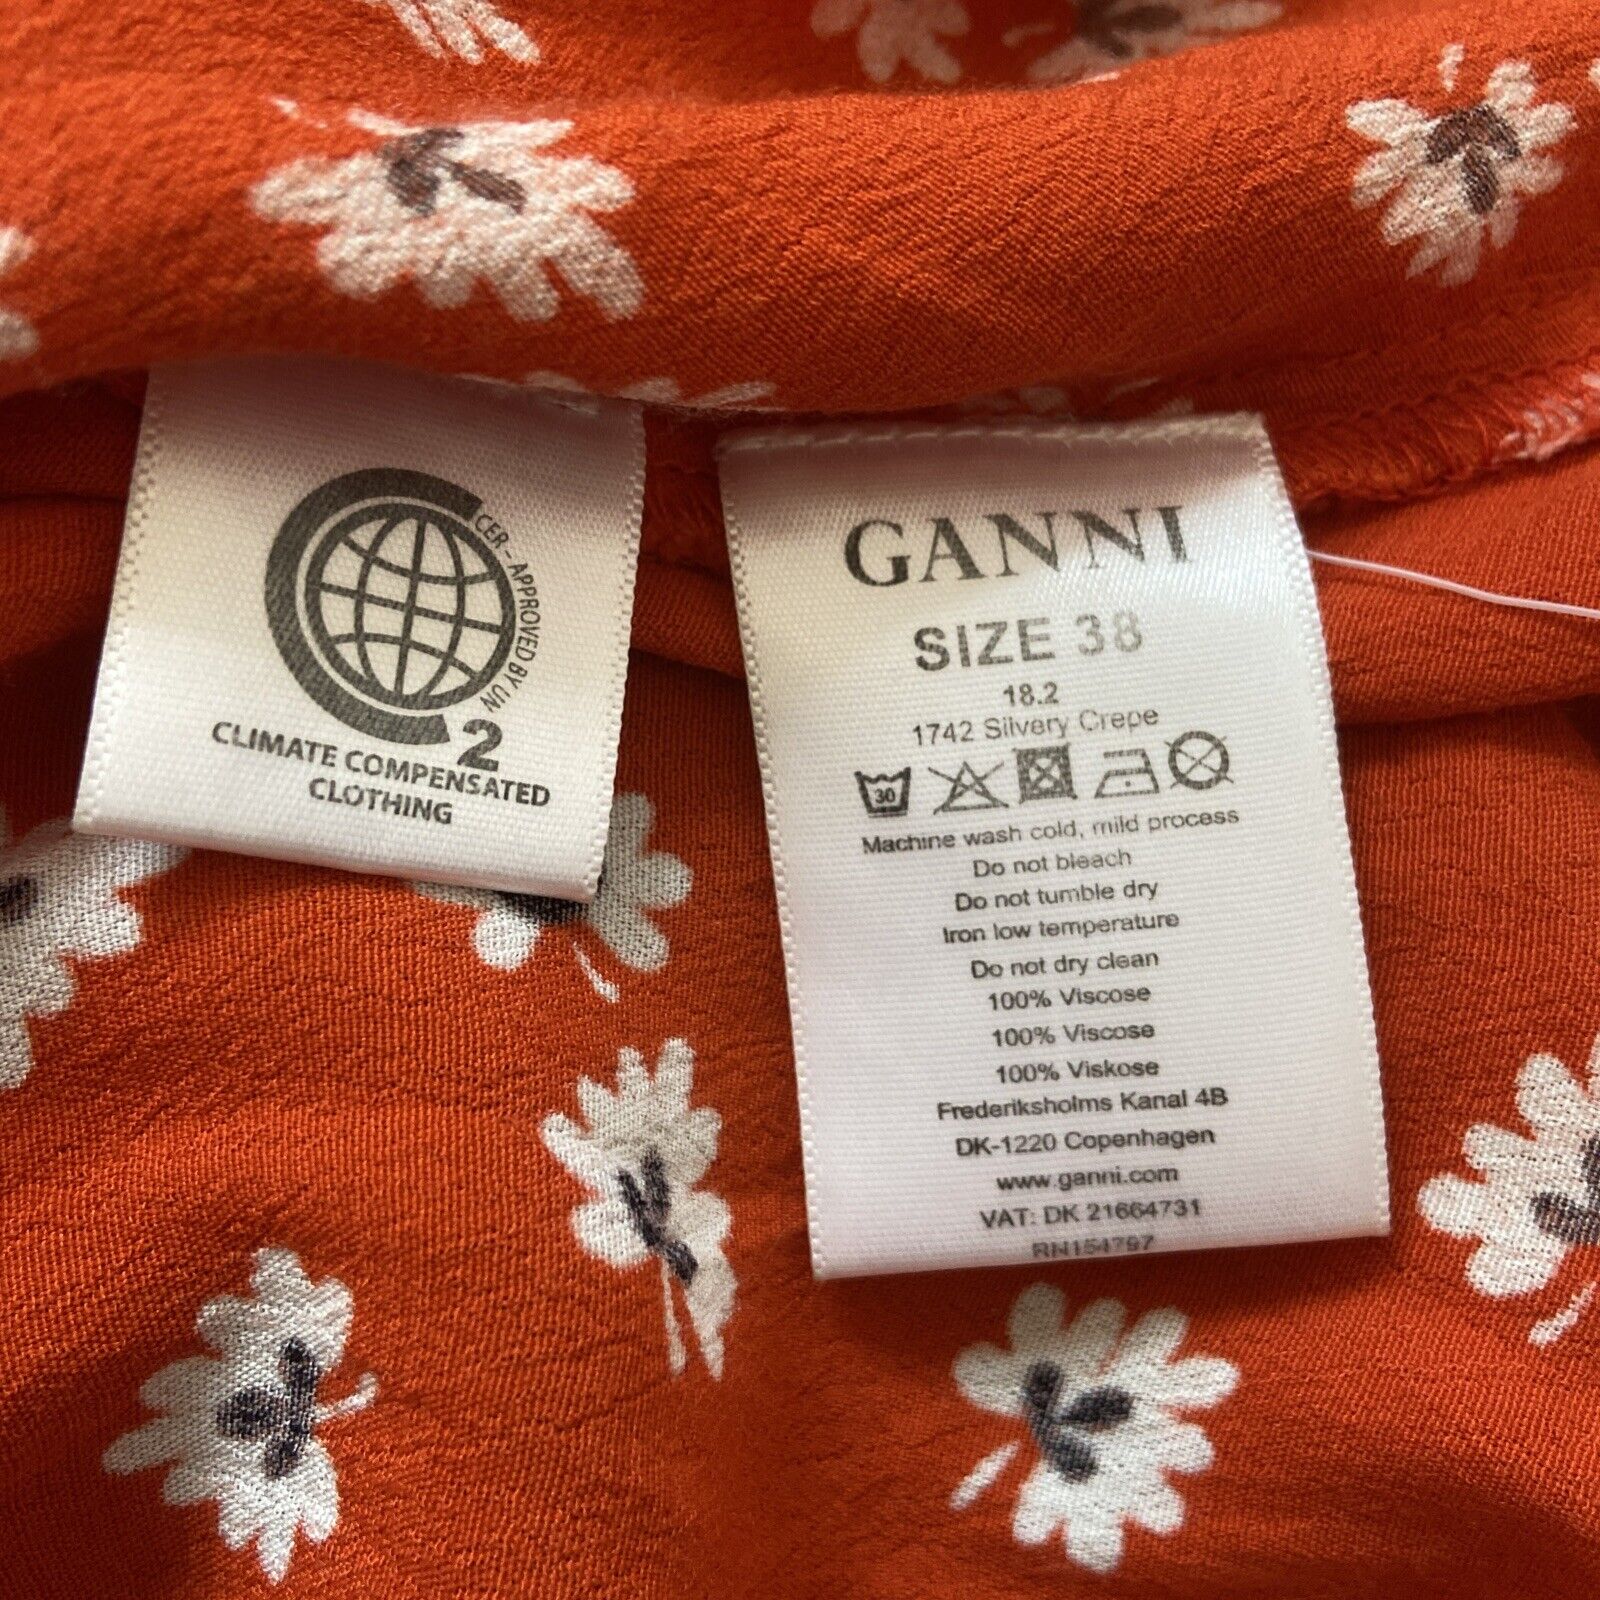 CER - APPROVED BY UN
2
CLIMATE COMPENSATED
CLOTHING
GANNI
SIZE 38
18.2
1742 Silvery Crepe
30
Machine wash cold, mild process
Do not bleach
Do not tumble dry
Iron low temperature
Do not dry clean
100% Viscose
100% Viscose
100% Viskose
Frederiksholms Kanal 4B
DK-1220 Copenhagen
www.ganni.com
VAT: DK 21664731
RN154797